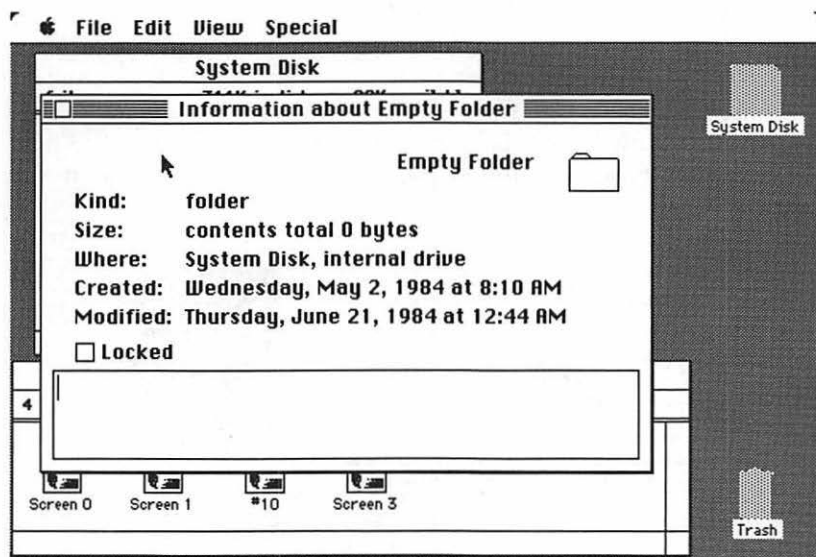 File Edit View Special
System Disk
Information about Empty Folder
System Disk
Empty Folder
Kind: folder
Size: contents total 0 bytes
Where: System Disk, internal drive
Created: Wednesday, May 2, 1984 at 8:10 AM
Modified: Thursday, June 21, 1984 at 12:44 AM
Locked
4
Screen 0 Screen 1 #10 Screen 3
Trash